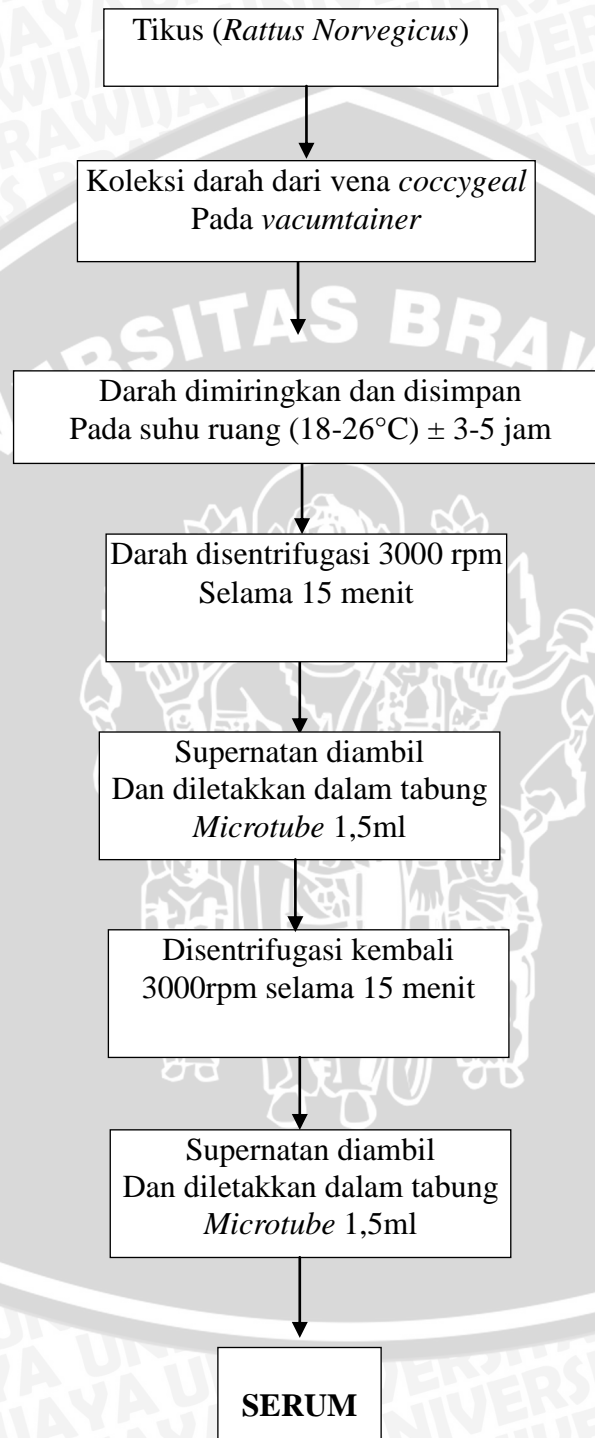 Tikus (Rattus Norvegicus)
Koleksi darah dari vena coccygeal
Pada vacumtainer
Darah dimiringkan dan disimpan
Pada suhu ruang (18-26°C) ± 3-5 jam
Darah disentrifugasi 3000 rpm
Selama 15 menit
Supernatan diambil
Dan diletakkan dalam tabung
Microtube 1,5ml
Disentrifugasi kembali
3000rpm selama 15 menit
Supernatan diambil
Dan diletakkan dalam tabung
Microtube 1,5ml
SERUM